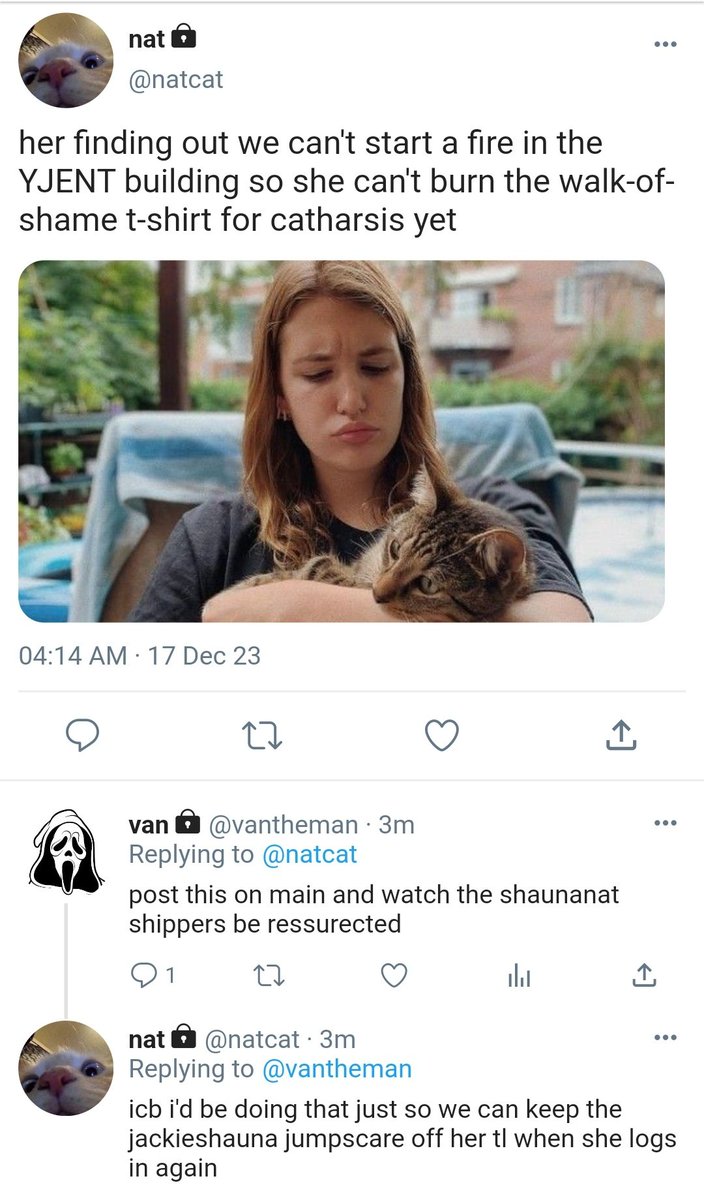 nat
@natcat
her finding out we can't start a fire in the
YJENT building so she can't burn the walk-of-
shame t-shirt for catharsis yet
04:14 AM · 17 Dec 23
van @vantheman · 3m
Replying to @natcat
post this on main and watch the shaunanat
shippers be ressurected
1
nat @natcat · 3m
Replying to @vantheman
icb i'd be doing that just so we can keep the
jackieshauna jumpscare off her tl when she logs
in again